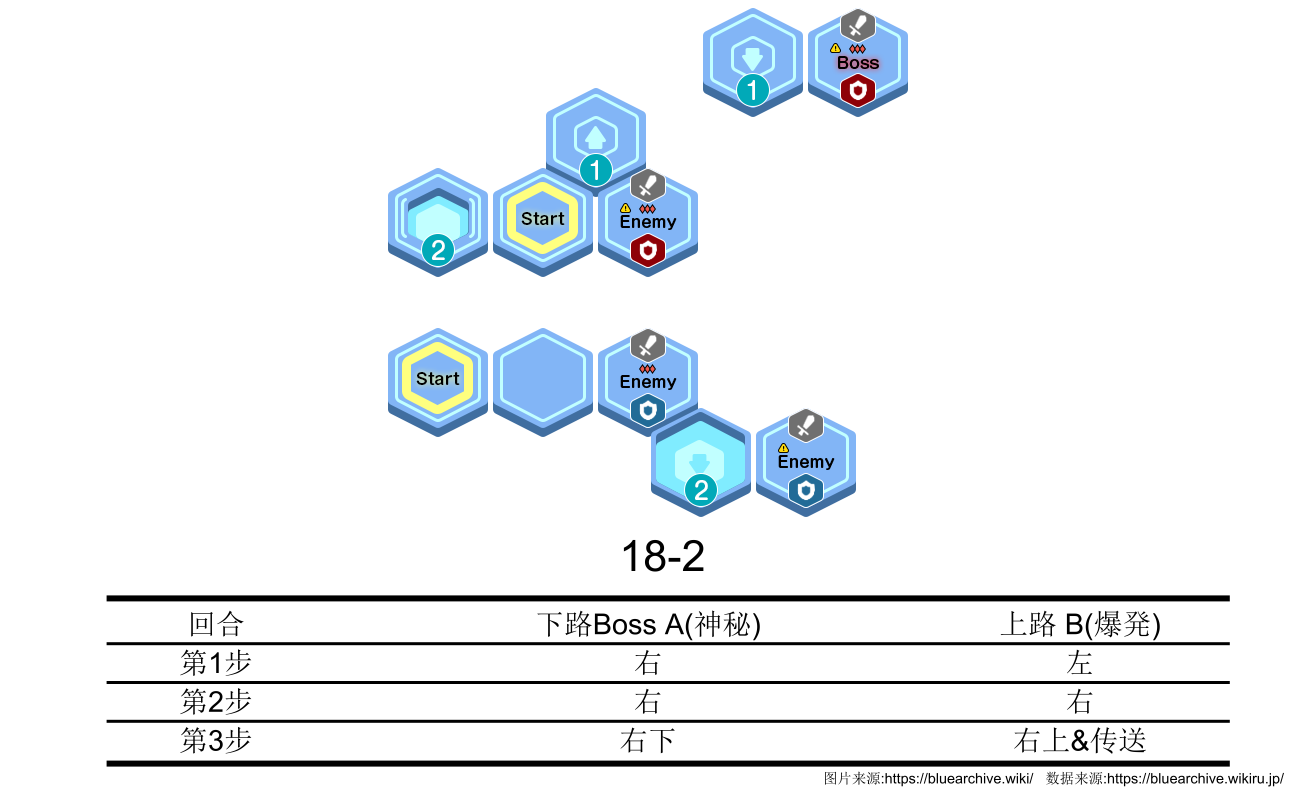 1
Boss
1
2
Start
Enemy
Start
Enemy
2
Enemy
18-2
回合 下路Boss A(神秘) 上路 B(爆発)
第1步 右 左
第2步 右 右
第3步 右下 右上&传送
图片来源:https://bluearchive.wiki/ 数据来源:https://bluearchive.wikiru.jp/